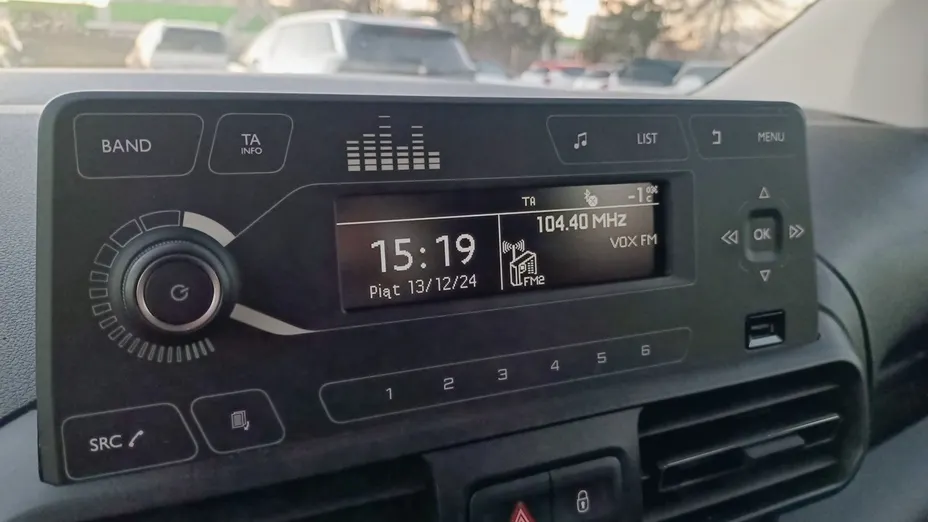 BAND
TA
INFO
LIST
MENU
TA
-1 °C
104.40 MHz
VOX FM
15:19
Piąt 13/12/24
FM2
OK
1 2 3 4 5 6
SRC